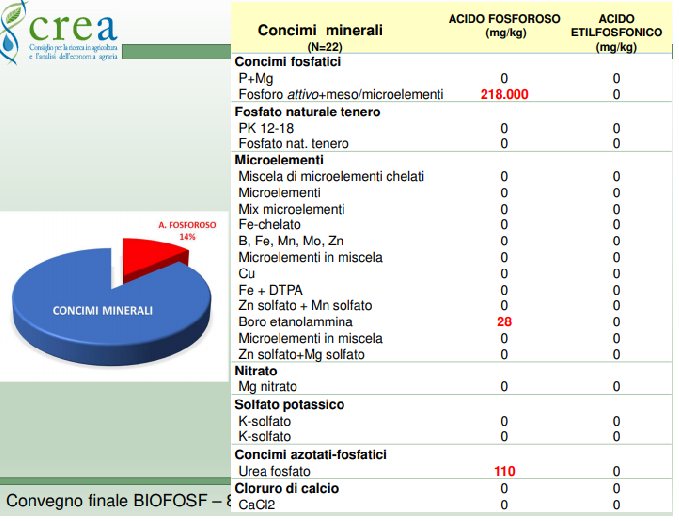 crea
Consiglio per la ricerca in agricoltura
e l'analisi dell'economia agraria
Concimi minerali
(N=22)
ACIDO FOSFOROSO
(mg/kg)
ACIDO
ETILFOSFONICO
(mg/kg)
Concimi fosfatici
P+Mg 0 0
Fosforo attivo+meso/microelementi 218.000 0
Fosfato naturale tenero
PK 12-18 0 0
Fosfato nat. tenero 0 0
Microelementi
Miscela di microelementi chelati 0 0
Microelementi 0 0
Mix microelementi 0 0
Fe-chelato 0 0
B, Fe, Mn, Mo, Zn 0 0
Microelementi in miscela 0 0
Cu 0 0
Fe + DTPA 0 0
Zn solfato + Mn solfato 0 0
Boro etanolammina 28 0
Microelementi in miscela 0 0
Zn solfato+Mg solfato 0 0
Nitrato
Mg nitrato 0 0
Solfato potassico
K-solfato 0 0
K-solfato 0 0
Concimi azotati-fosfatici
Urea fosfato 110 0
Cloruro di calcio 0 0
CaCl2 0 0
A. FOSFOROSO
14%
CONCIMI MINERALI
Convegno finale BIOFOSF –